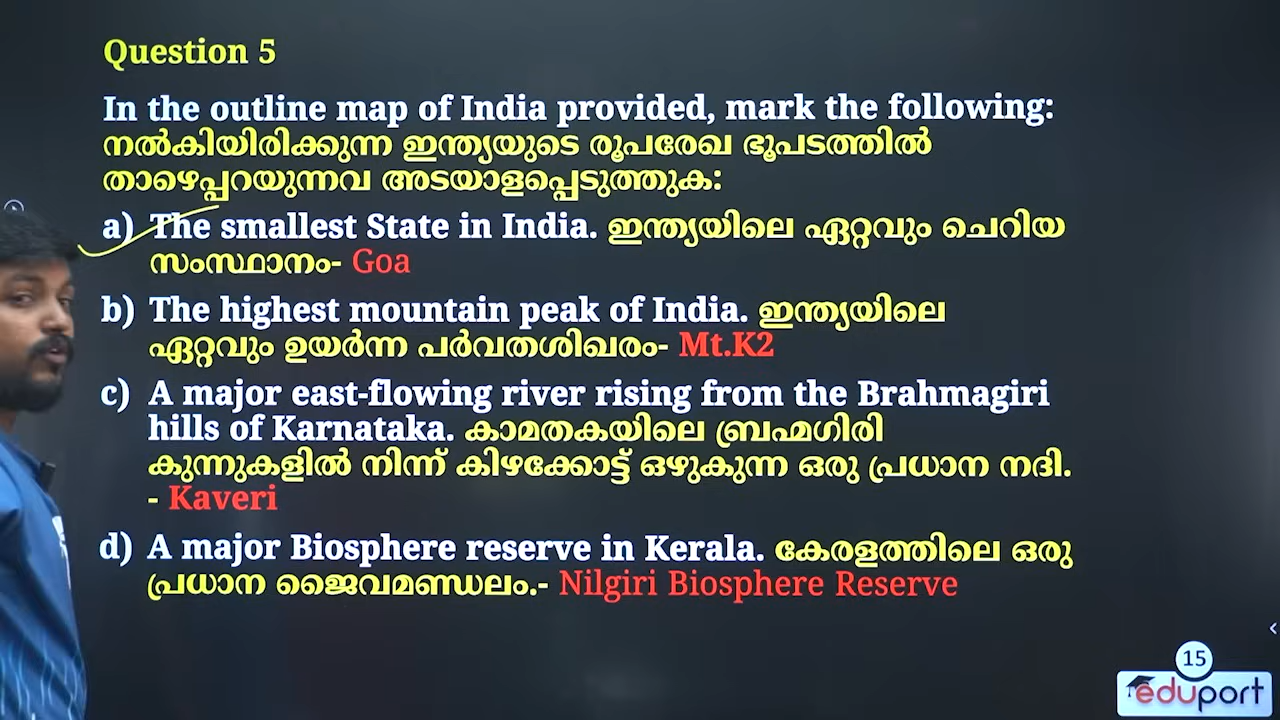 Question 5
In the outline map of India provided, mark the following:
നൽകിയിരിക്കുന്ന ഇന്ത്യയുടെ രൂപരേഖ ഭൂപടത്തിൽ
താഴെപ്പറയുന്നവ അടയാളപ്പെടുത്തുക:
a) The smallest State in India. ഇന്ത്യയിലെ ഏറ്റവും ചെറിയ
സംസ്ഥാനം- Goa
b) The highest mountain peak of India. ഇന്ത്യയിലെ
ഏറ്റവും ഉയർന്ന പർവതശിഖരം- Mt.K2
c) A major east-flowing river rising from the Brahmagiri
hills of Karnataka. കാമതകയിലെ ബ്രഹ്മഗിരി
കുന്നുകളിൽ നിന്ന് കിഴക്കോട്ട് ഒഴുകുന്ന ഒരു പ്രധാന നദി.
- Kaveri
d) A major Biosphere reserve in Kerala. കേരളത്തിലെ ഒരു
പ്രധാന ജൈവമണ്ഡലം.- Nilgiri Biosphere Reserve
15
eduport